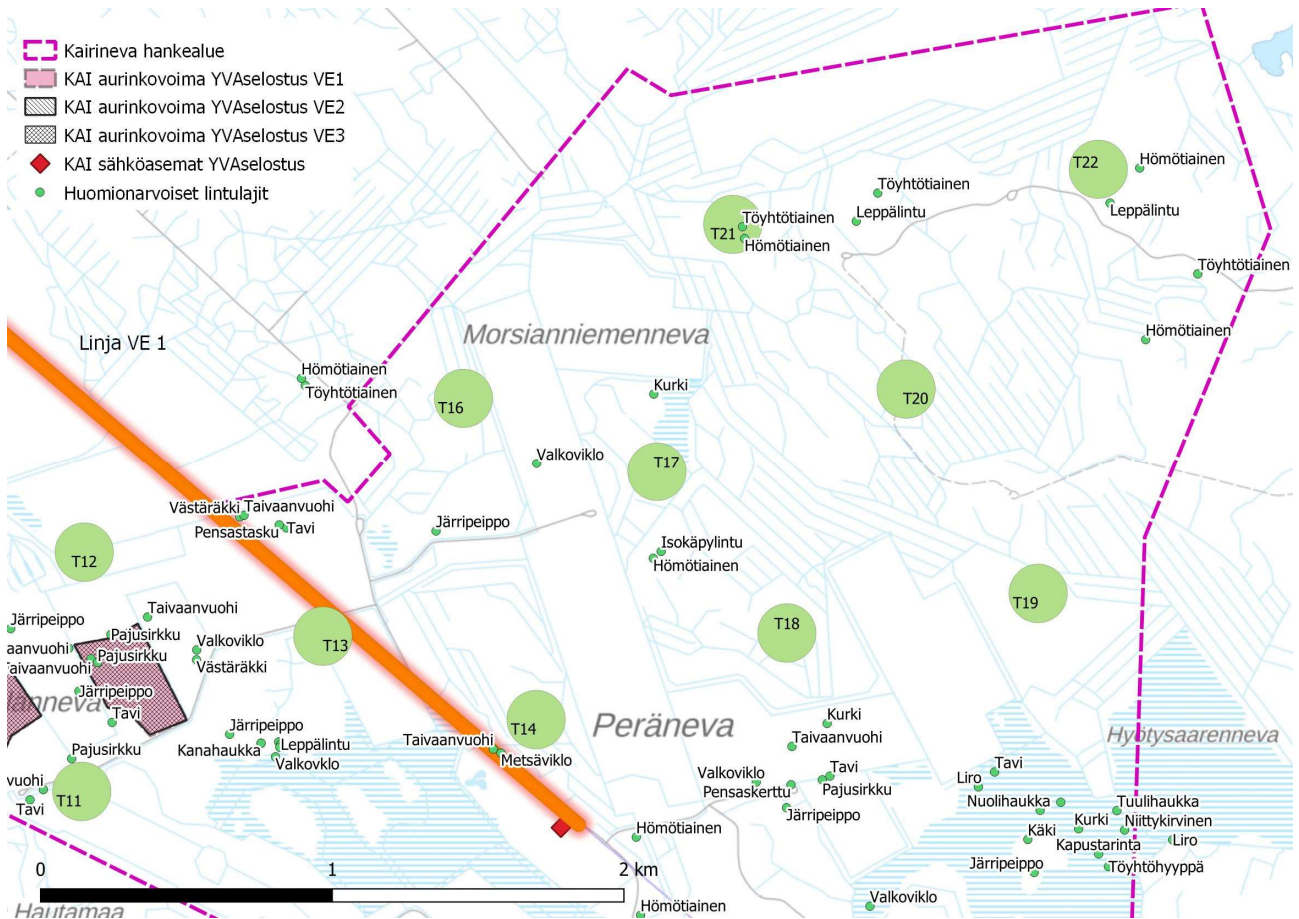 Kairineva hankealue
KAI aurinkovoima YVAselostus VE1
KAI aurinkovoima YVAselostus VE2
KAI aurinkovoima YVAselostus VE3
KAI sähköasemat YVAselostus
Huomionarvoiset lintulajit
T22
Hömötiainen
Töyhtötiainen
Leppälintu
Leppälintu
Töyhtötiainen
T21
Hömötiainen
Töyhtötiainen
Linja VE 1
Morsianniemenneva
Hömötiainen
Hömötiainen
Töyhtötiainen
Kurki
T20
T16
Valkoviklo
T17
Västäräkki
Taivaanvuohi
Pensastasku
Tavi
Järripeippo
Isokäpylintu
Hömötiainen
T12
T19
Taivaanvuohi
Järripeippo
Pajusirkku
T13
T18
aanvuohi
Valkoviklo
Taivaanvuohi
Pajusirkku
Västäräkki
Järripeippo
anneva
Tavi
T14
Peräneva
Kurki
Järripeippo
Taivaanvuohi
Kanahaukka
Leppälintu
Valkovklo
Taivaanvuohi
Metsäviklo
Hyötysaarenneva
Pajusirkku
Tavi
Valkoviklo
Pensaskerttu
Pajusirkku
Tavi
Liro
vuohi
T11
Tavi
Järripeippo
Nuolihaukka
Tuulihaukka
Kurki
Niittykirvinen
Hömötiainen
Käki
Kapustarinta
Liro
0
1
2 km
Järripeippo
Töyhtöhyyppä
Hautamaa
Hömötiainen
Valkoviklo